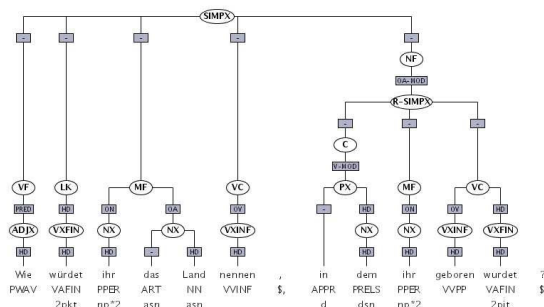 SIMPX
- - - - -
NF
OA-MOD
R-SIMPX
- - -
C
V-MOD
VF LK MF VC PX MF VC
PRED HD ON OA OV - HD ON OV HD
ADJX VXFIN NX NX VXINF NX NX VXINF VXFIN
HD HD HD - HD HD HD HD HD HD
Wie würdet ihr das Land nennen , in dem ihr geboren wurdet ?
PWAV VAFIN PPER ART NN VVINF $, APPR PRELS PPER VVPP VAFIN $
2pkt np*2 asn asn d dsn np*2 2pit